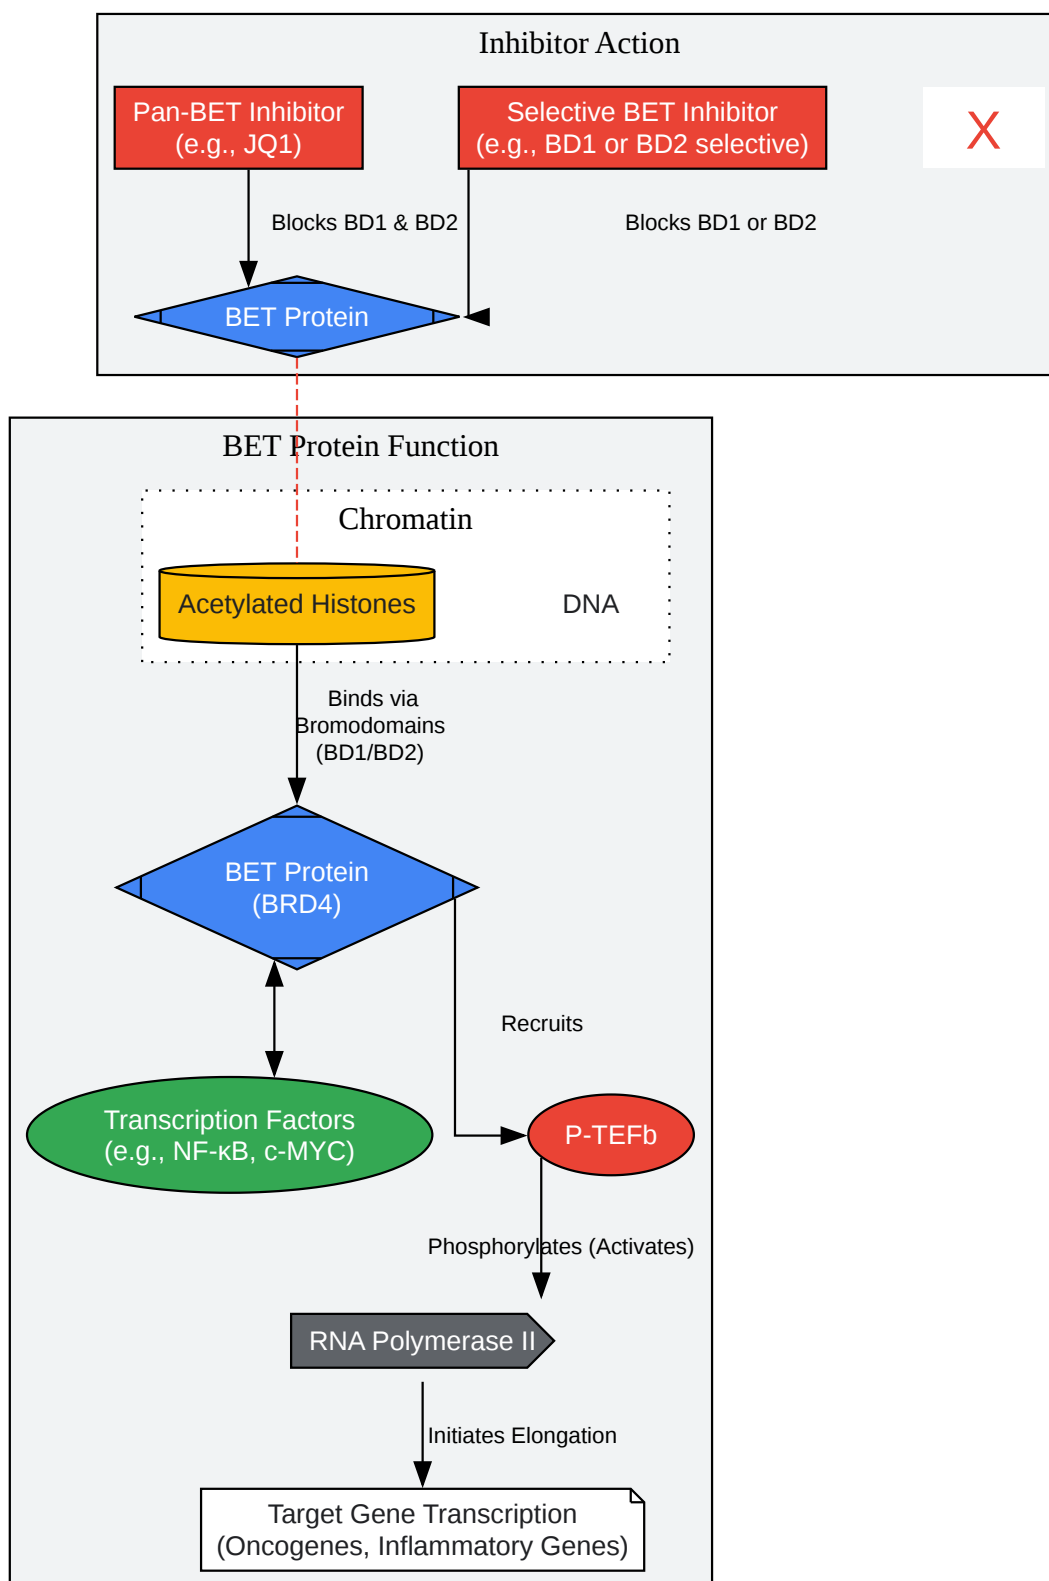 Inhibitor Action
Pan-BET Inhibitor
(e.g., JQ1)
Selective BET Inhibitor
(e.g., BD1 or BD2 selective)
X
Blocks BD1 & BD2
Blocks BD1 or BD2
BET Protein
BET Protein Function
Chromatin
Acetylated Histones
DNA
Binds via
Bromodomains
(BD1/BD2)
BET Protein
(BRD4)
Recruits
Transcription Factors
(e.g., NF-κB, c-MYC)
P-TEFb
Phosphorylates (Activates)
RNA Polymerase II
Initiates Elongation
Target Gene Transcription
(Oncogenes, Inflammatory Genes)